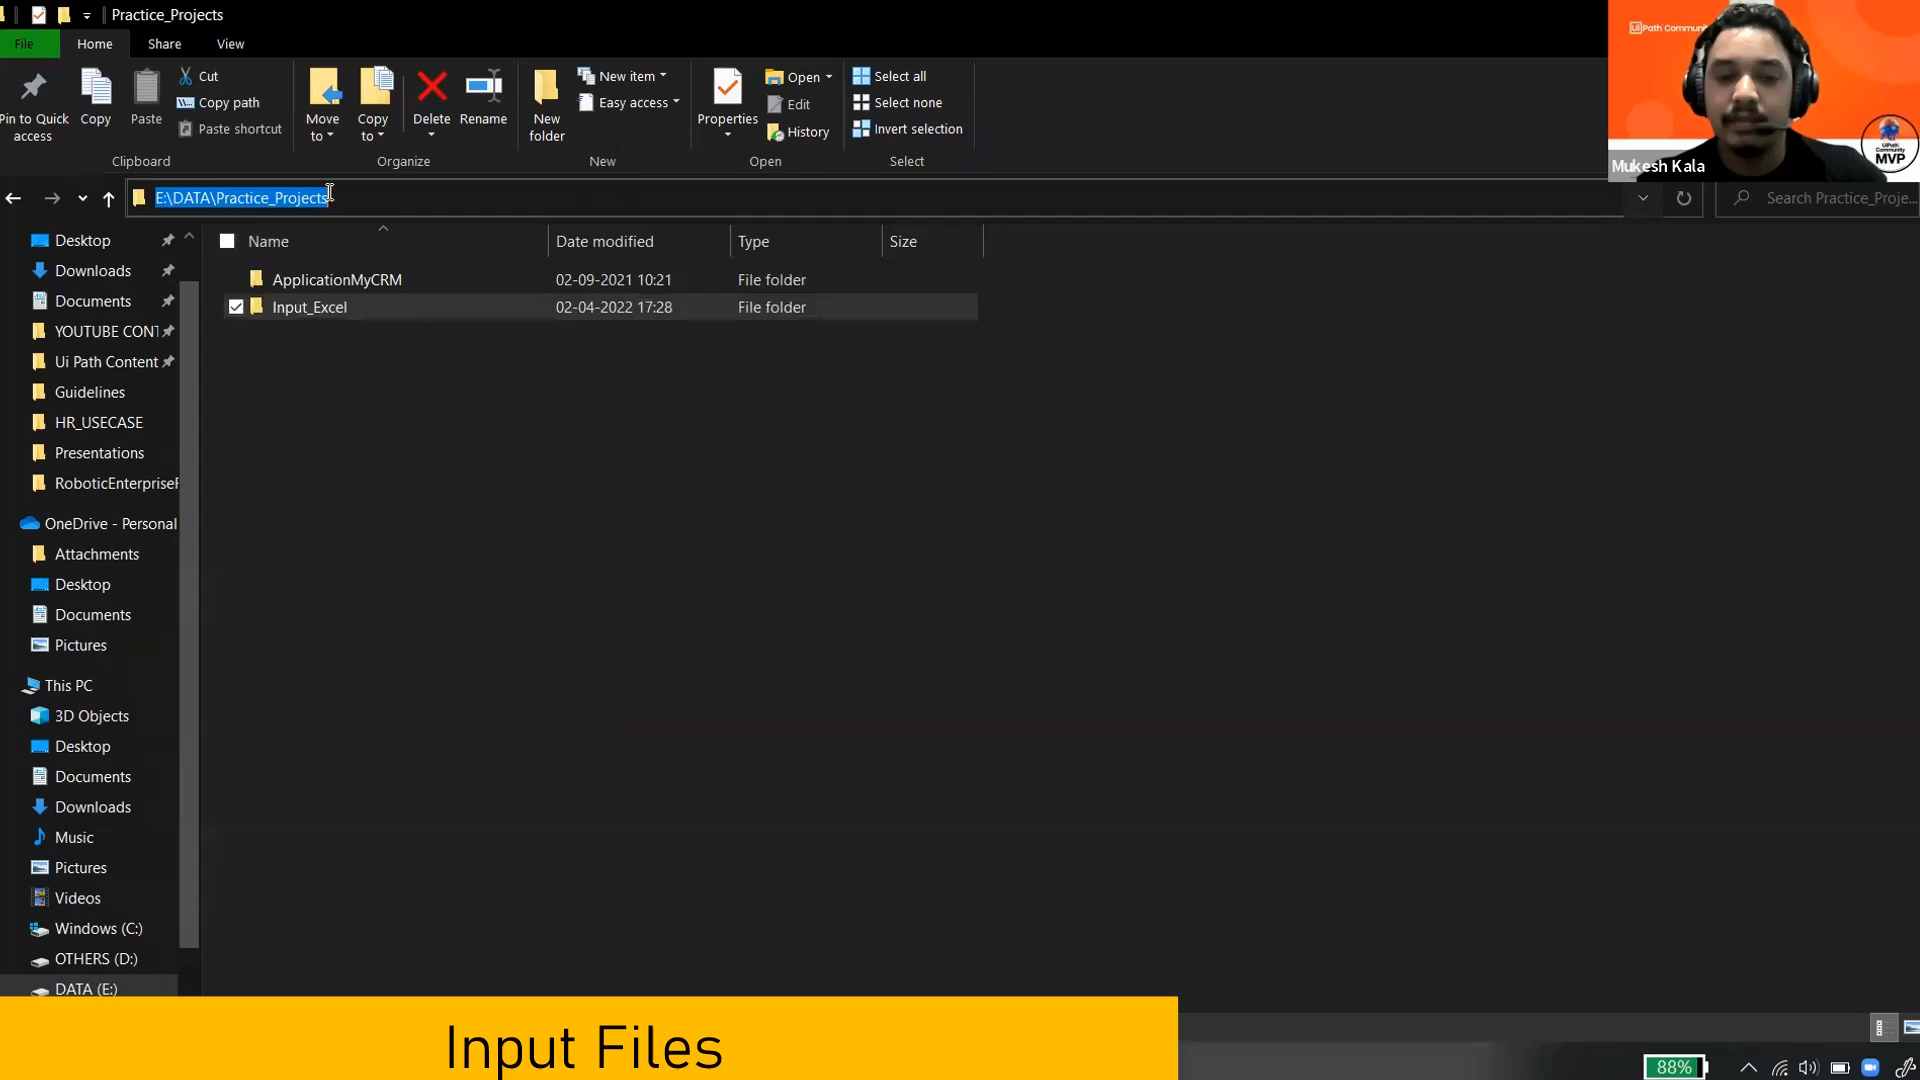 Practice_Projects
File
Home
Share
View
Pin to Quick
access
Copy
Paste
Cut
Copy path
Paste shortcut
Clipboard
Move
to
Copy
to
Delete
Rename
Organize
New
folder
New item
Easy access
New
Properties
Open
Edit
History
Open
Select all
Select none
Invert selection
Select
UiPath Community
UiPath
Community
MVP
Mukesh Kala
E:\DATA\Practice_Projects
Search Practice_Proje...
Name
Date modified
Type
Size
ApplicationMyCRM
02-09-2021 10:21
File folder
Input_Excel
02-04-2022 17:28
File folder
Desktop
Downloads
Documents
YOUTUBE CONT
Ui Path Content
Guidelines
HR_USECASE
Presentations
RoboticEnterpriseF
OneDrive - Personal
Attachments
Desktop
Documents
Pictures
This PC
3D Objects
Desktop
Documents
Downloads
Music
Pictures
Videos
Windows (C:)
OTHERS (D:)
DATA (E:)
Input Files
88%